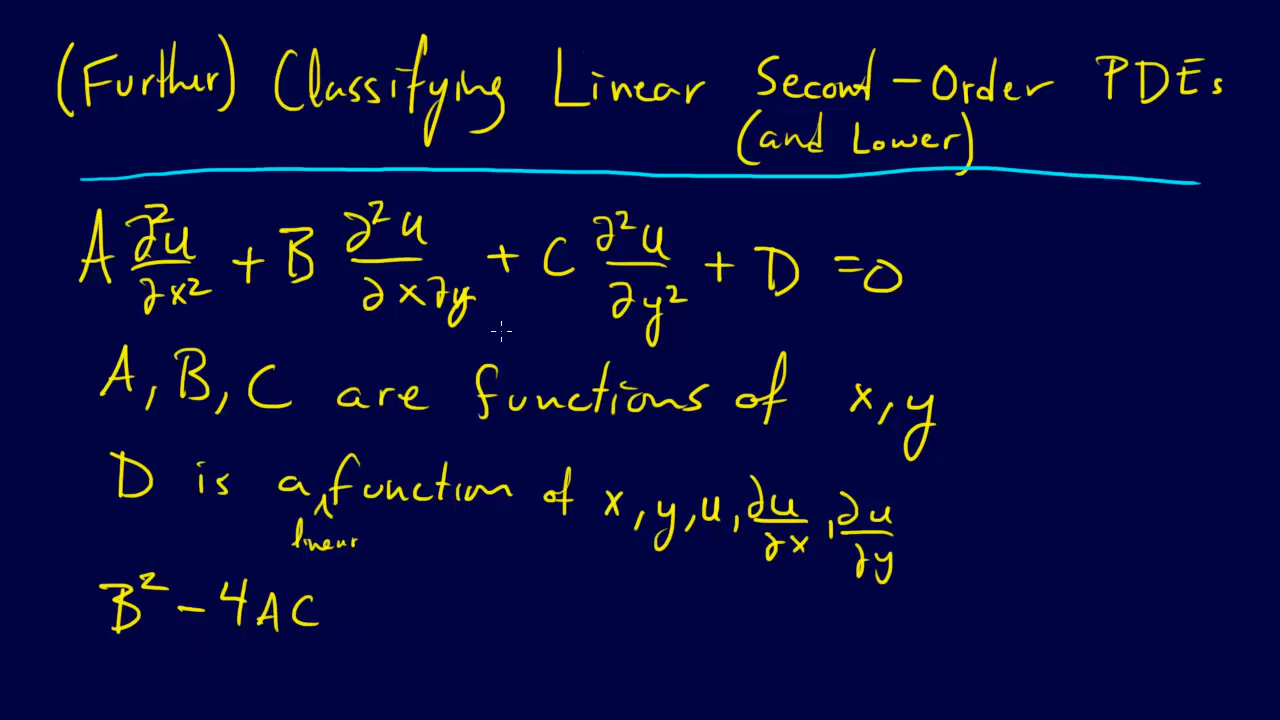 (Further) Classifying Linear Second-Order PDEs
(and Lower)
A ∂²u/∂x² + B ∂²u/∂x∂y + C ∂²u/∂y² + D = 0
A, B, C are functions of x, y
D is a function of x, y, u, ∂u/∂x, ∂u/∂y
linear
B² - 4AC